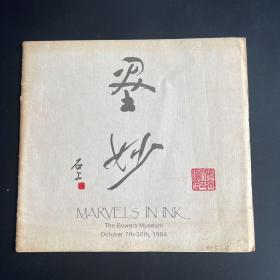 墨妙
石上
MARVELS IN INK
The Bowers Museum
October 7th-30th, 1984